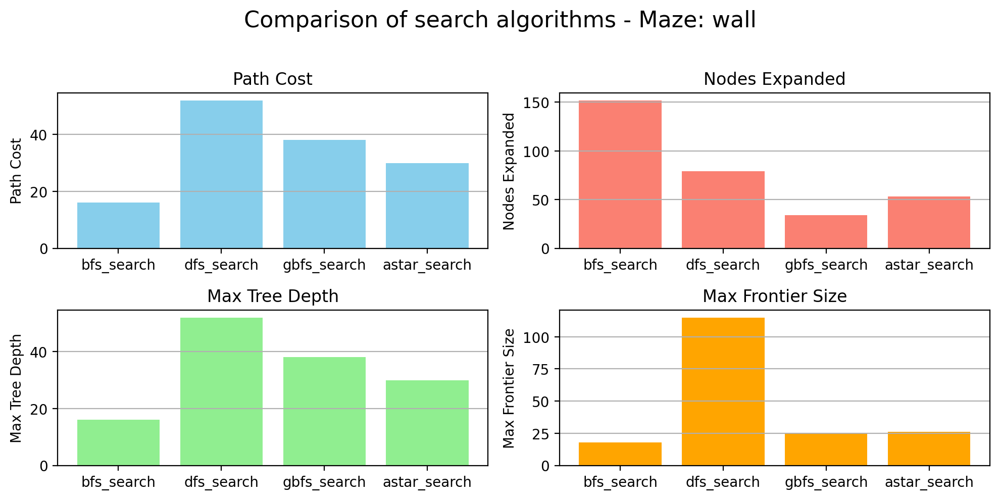 Comparison of search algorithms - Maze: wall
Path Cost
Path Cost
40
20
0
bfs_search dfs_search gbfs_search astar_search
Nodes Expanded
Nodes Expanded
150
100
50
0
bfs_search dfs_search gbfs_search astar_search
Max Tree Depth
Max Tree Depth
40
20
0
bfs_search dfs_search gbfs_search astar_search
Max Frontier Size
Max Frontier Size
100
75
50
25
0
bfs_search dfs_search gbfs_search astar_search